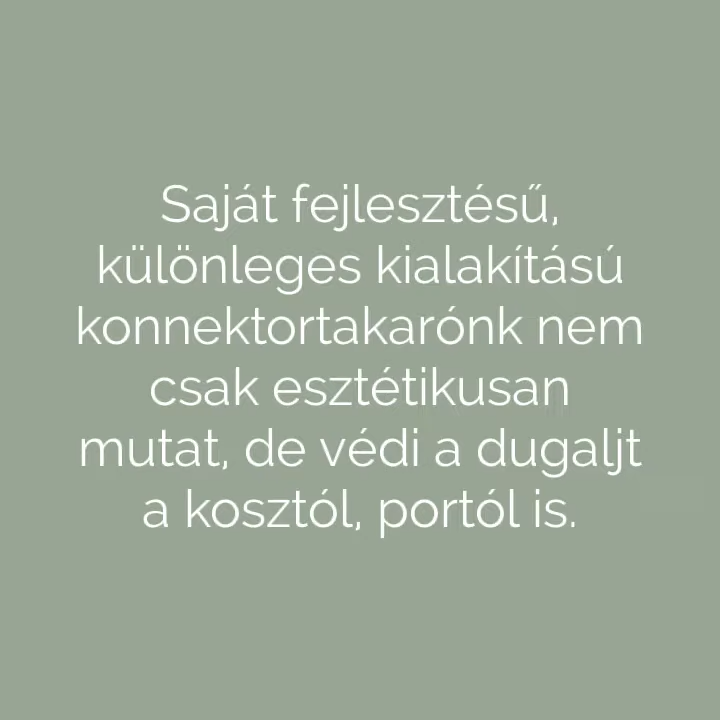 Saját fejlesztésű,
különleges kialakítású
konnektortakarónk nem
csak esztétikusan
mutat, de védi a dugaljt
a kosztól, portól is.